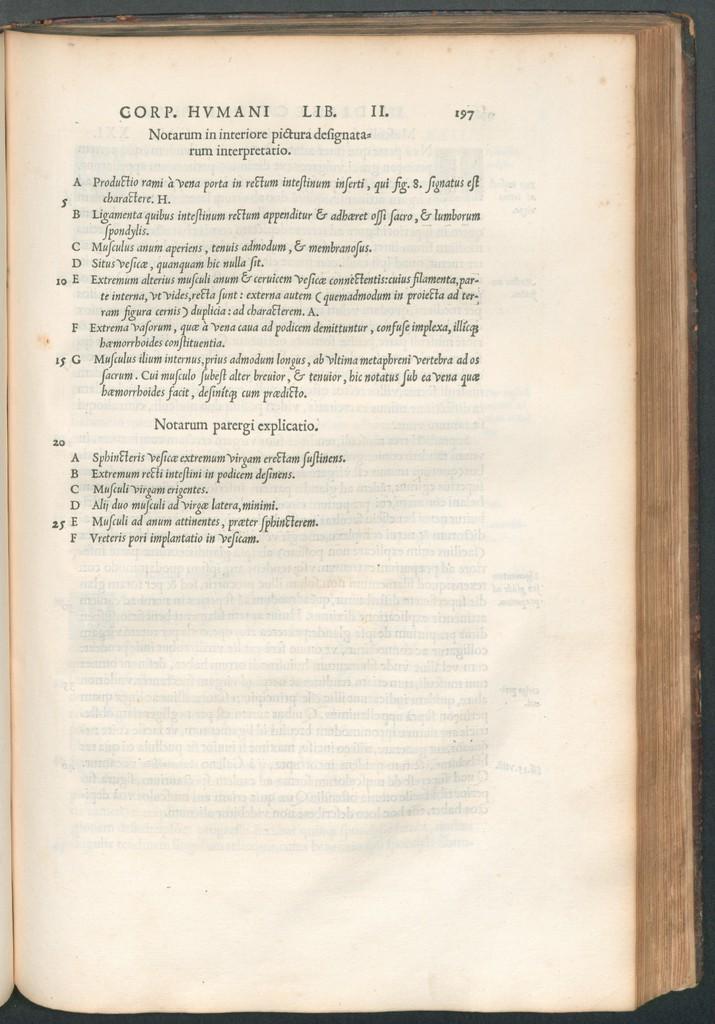 CORP. HVMANI LIB. II. 197
Notarum in interiore pictura designata=
rum interpretatio.
A Productio rami à vena porta in rectum intestinum inserti, qui fig. 8. signatus est
5 charactere. H.
B Ligamenta quibus intestinum rectum appenditur & adhæret ossi sacro, & lumborum
spondylis.
C Musculus anum aperiens, tenuis admodum, & membranosus.
D Situs vesicæ, quanquam hic nulla sit.
10 E Extremum alterius musculi anum & ceruicem vesicæ connectentis:cuius filamenta,par-
te interna, vt vides,recta sunt: externa autem (quemadmodum in proiecta ad ter-
ram figura cernis) duplicia: ad characterem. A.
F Extrema vasorum, quæ à vena caua ad podicem demittuntur, confuse implexa, illicq;
hæmorrhoides constituentia.
15 G Musculus ilium internus,prius admodum longus, ab vltima metaphreni vertebra ad os
sacrum. Cui musculo subest alter breuior, & tenuior, hic notatus sub ea vena quæ
hæmorrhoides facit, desinitq; cum prædicto.
Notarum parergi explicatio.
20
A Sphincteris vesicæ extremum virgam erectam sustinens.
B Extremum recti intestini in podicem desinens.
C Musculi virgam erigentes.
D Alij duo musculi ad virgæ latera,minimi.
25 E Musculi ad anum attinentes, præter sphincterem.
F Vreteris pori implantatio in vesicam.